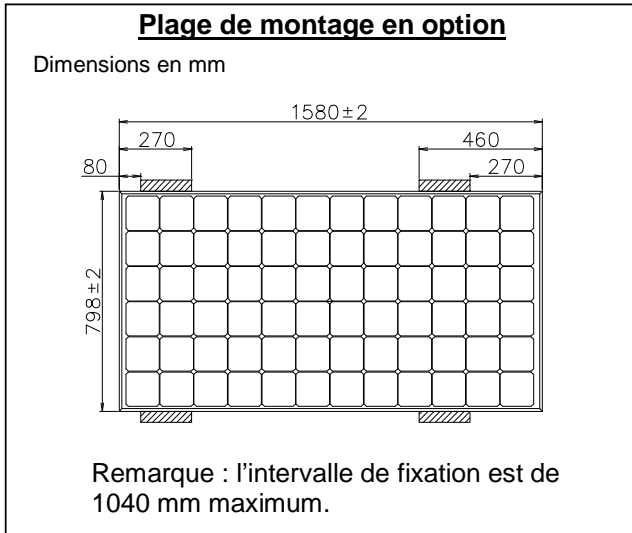 Plage de montage en option
Dimensions en mm
1580±2
270 460
80 270
798±2
Remarque : l'intervalle de fixation est de
1040 mm maximum.